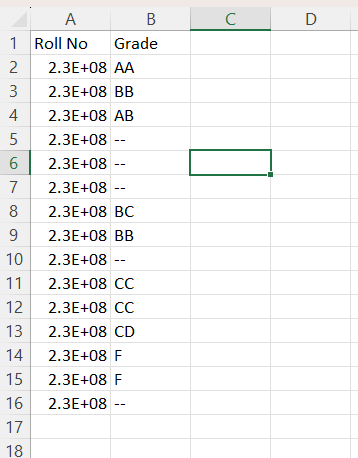 A B C D
1 Roll No Grade
2 2.3E+08 AA
3 2.3E+08 BB
4 2.3E+08 AB
5 2.3E+08 --
6 2.3E+08 --
7 2.3E+08 --
8 2.3E+08 BC
9 2.3E+08 BB
10 2.3E+08 --
11 2.3E+08 CC
12 2.3E+08 CC
13 2.3E+08 CD
14 2.3E+08 F
15 2.3E+08 F
16 2.3E+08 --
17
18